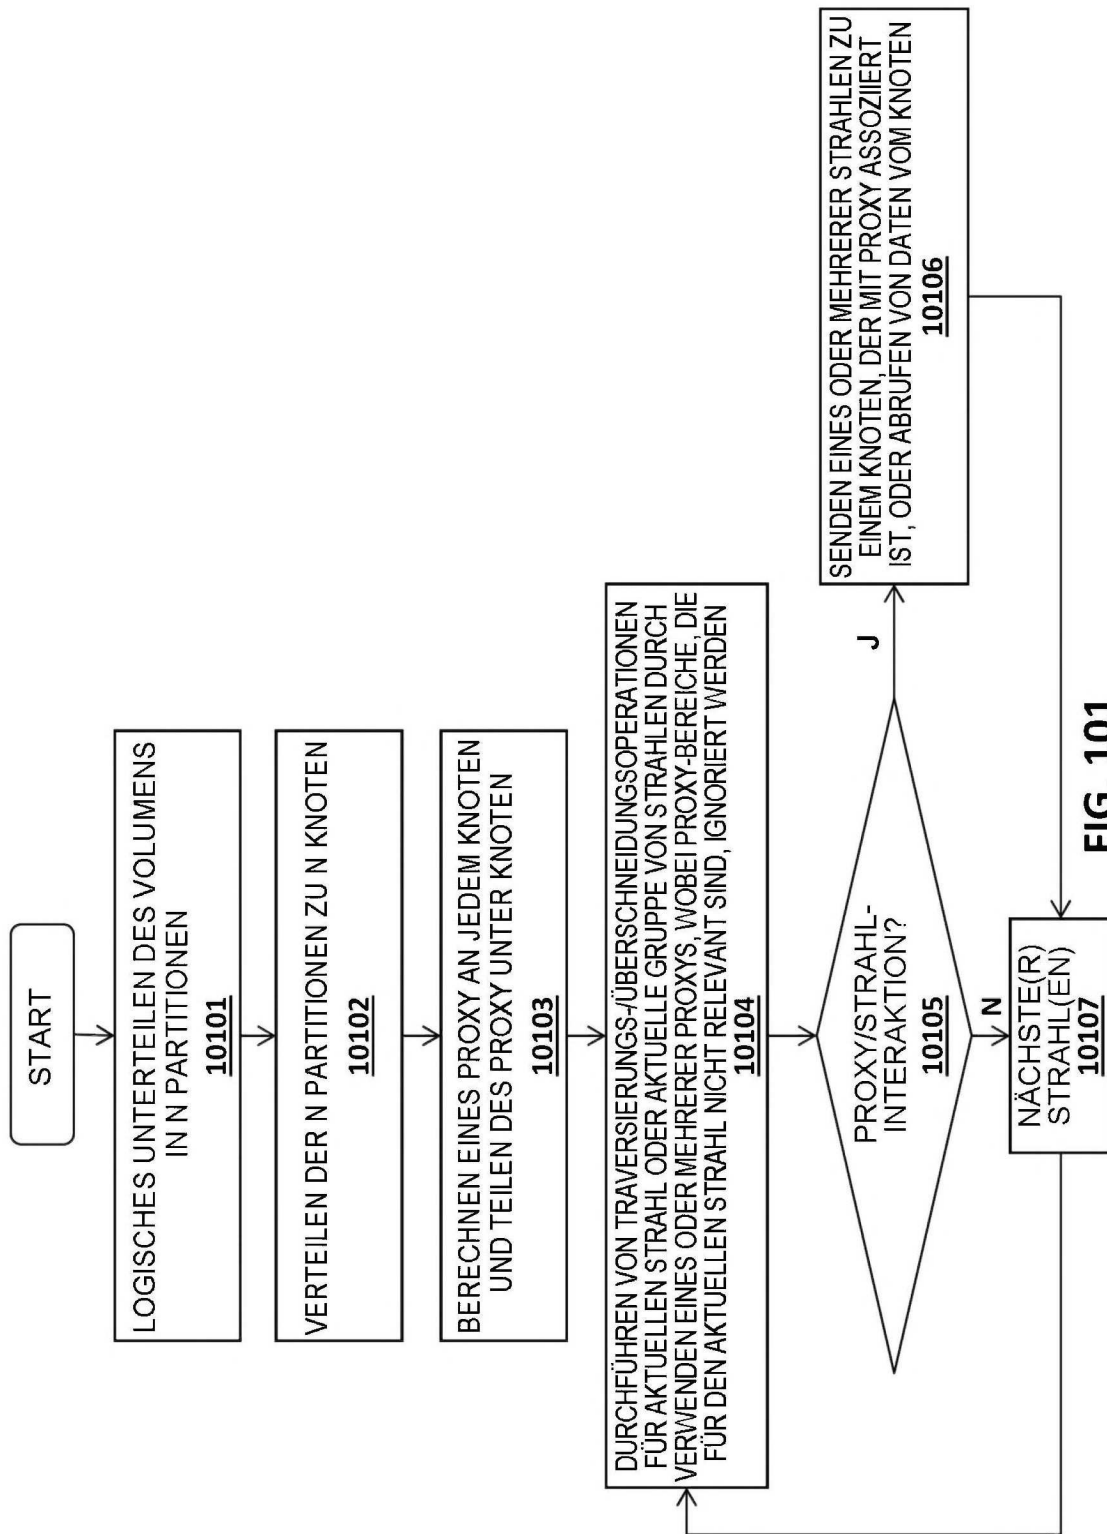 START
LOGISCHES UNTERTEILEN DES VOLUMENS
IN N PARTITIONEN
10101
VERTEILEN DER N PARTITIONEN ZU N KNOTEN
10102
BERECHNEN EINES PROXY AN JEDEM KNOTEN
UND TEILEN DES PROXY UNTER KNOTEN
10103
DURCHFÜHREN VON TRAVERSIERUNGS-/ÜBERSCHNEIDUNGSOPERATIONEN
FÜR AKTUELLEN STRAHL ODER AKTUELLE GRUPPE VON STRAHLEN DURCH
VERWENDEN EINES ODER MEHRERER PROXYS, WOBEI PROXY-BEREICHE, DIE
FÜR DEN AKTUELLEN STRAHL NICHT RELEVANT SIND, IGNORIERT WERDEN
10104
PROXY/STRAHL-
INTERAKTION?
10105
J
SENDEN EINES ODER MEHRERER STRAHLEN ZU
EINEM KNOTEN, DER MIT PROXY ASSOZIIERT
IST, ODER ABRUFEN VON DATEN VOM KNOTEN
10106
N
NÄCHSTE(R)
STRAHL(EN)
10107
FIG. 101